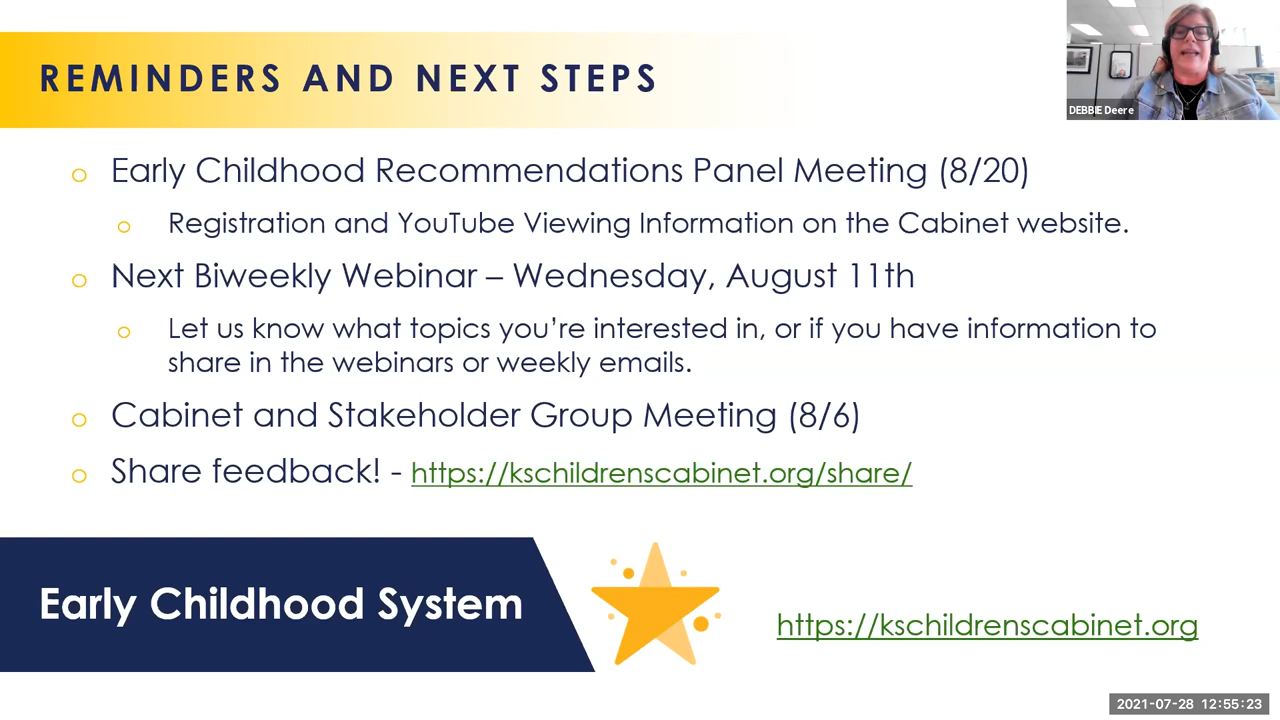 REMINDERS AND NEXT STEPS
DEBBIE Deere
o Early Childhood Recommendations Panel Meeting (8/20)
o Registration and YouTube Viewing Information on the Cabinet website.
o Next Biweekly Webinar – Wednesday, August 11th
o Let us know what topics you’re interested in, or if you have information to
share in the webinars or weekly emails.
o Cabinet and Stakeholder Group Meeting (8/6)
o Share feedback! - https://kschildrenscabinet.org/share/
Early Childhood System
https://kschildrenscabinet.org
2021-07-28 12:55:23